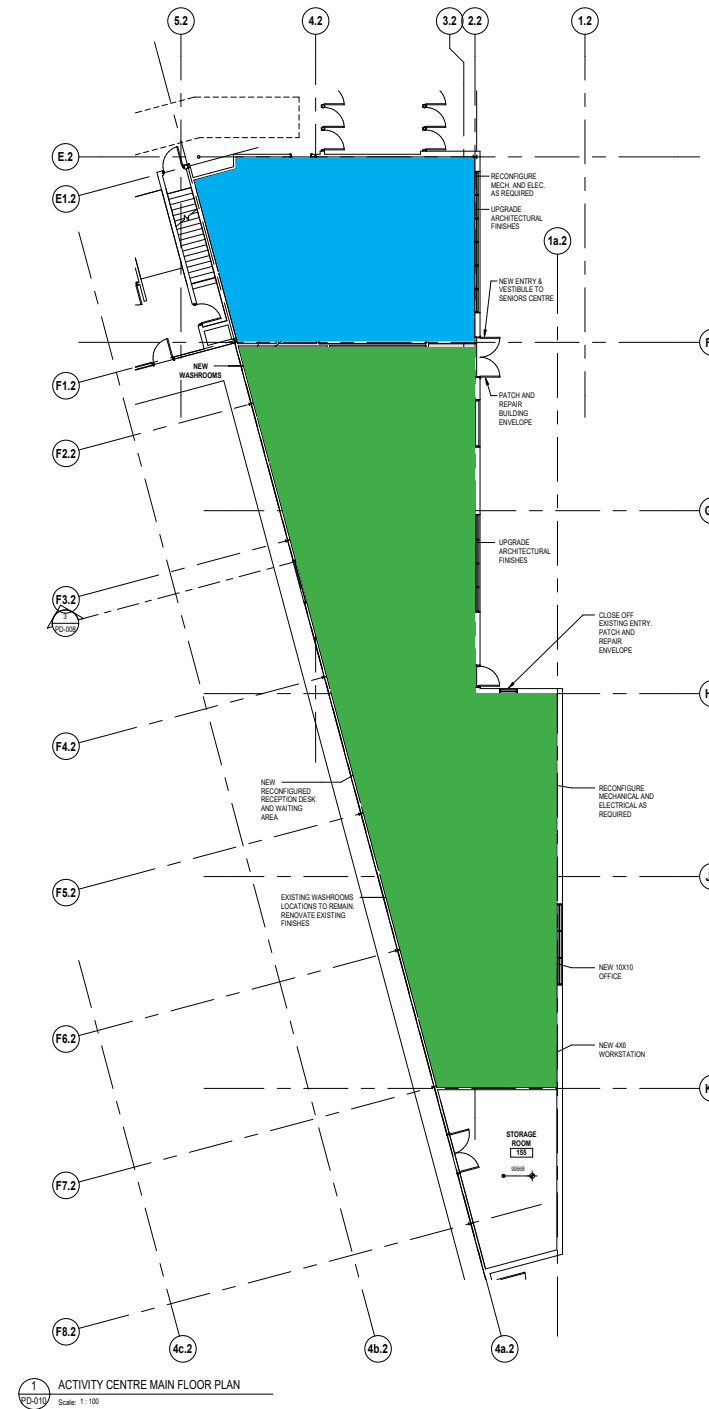 5.2
4.2
3.2
2.2
1.2
E.2
E1.2
RECONFIGURE
MECH. AND ELEC.
AS REQUIRED
UPGRADE
ARCHITECTURAL
FINISHES
1a.2
NEW ENTRY &
VESTIBULE TO
SENIORS CENTRE
F
NEW
WASHROOMS
F1.2
PATCH AND
REPAIR
BUILDING
ENVELOPE
F2.2
G
UPGRADE
ARCHITECTURAL
FINISHES
F3.2
3
PD-008
CLOSE OFF
EXISTING ENTRY.
PATCH AND
REPAIR
ENVELOPE
H
F4.2
NEW
RECONFIGURED
RECEPTION DESK
AND WAITING
AREA
RECONFIGURE
MECHANICAL AND
ELECTRICAL AS
REQUIRED
J
F5.2
EXISTING WASHROOMS
LOCATIONS TO REMAIN.
RENOVATE EXISTING
FINISHES
NEW 10X10
OFFICE
F6.2
NEW 4X6
WORKSTATION
K
STORAGE
ROOM
155
99568
F7.2
F8.2
4c.2
4b.2
4a.2
1
PD-010
ACTIVITY CENTRE MAIN FLOOR PLAN
Scale: 1 : 100